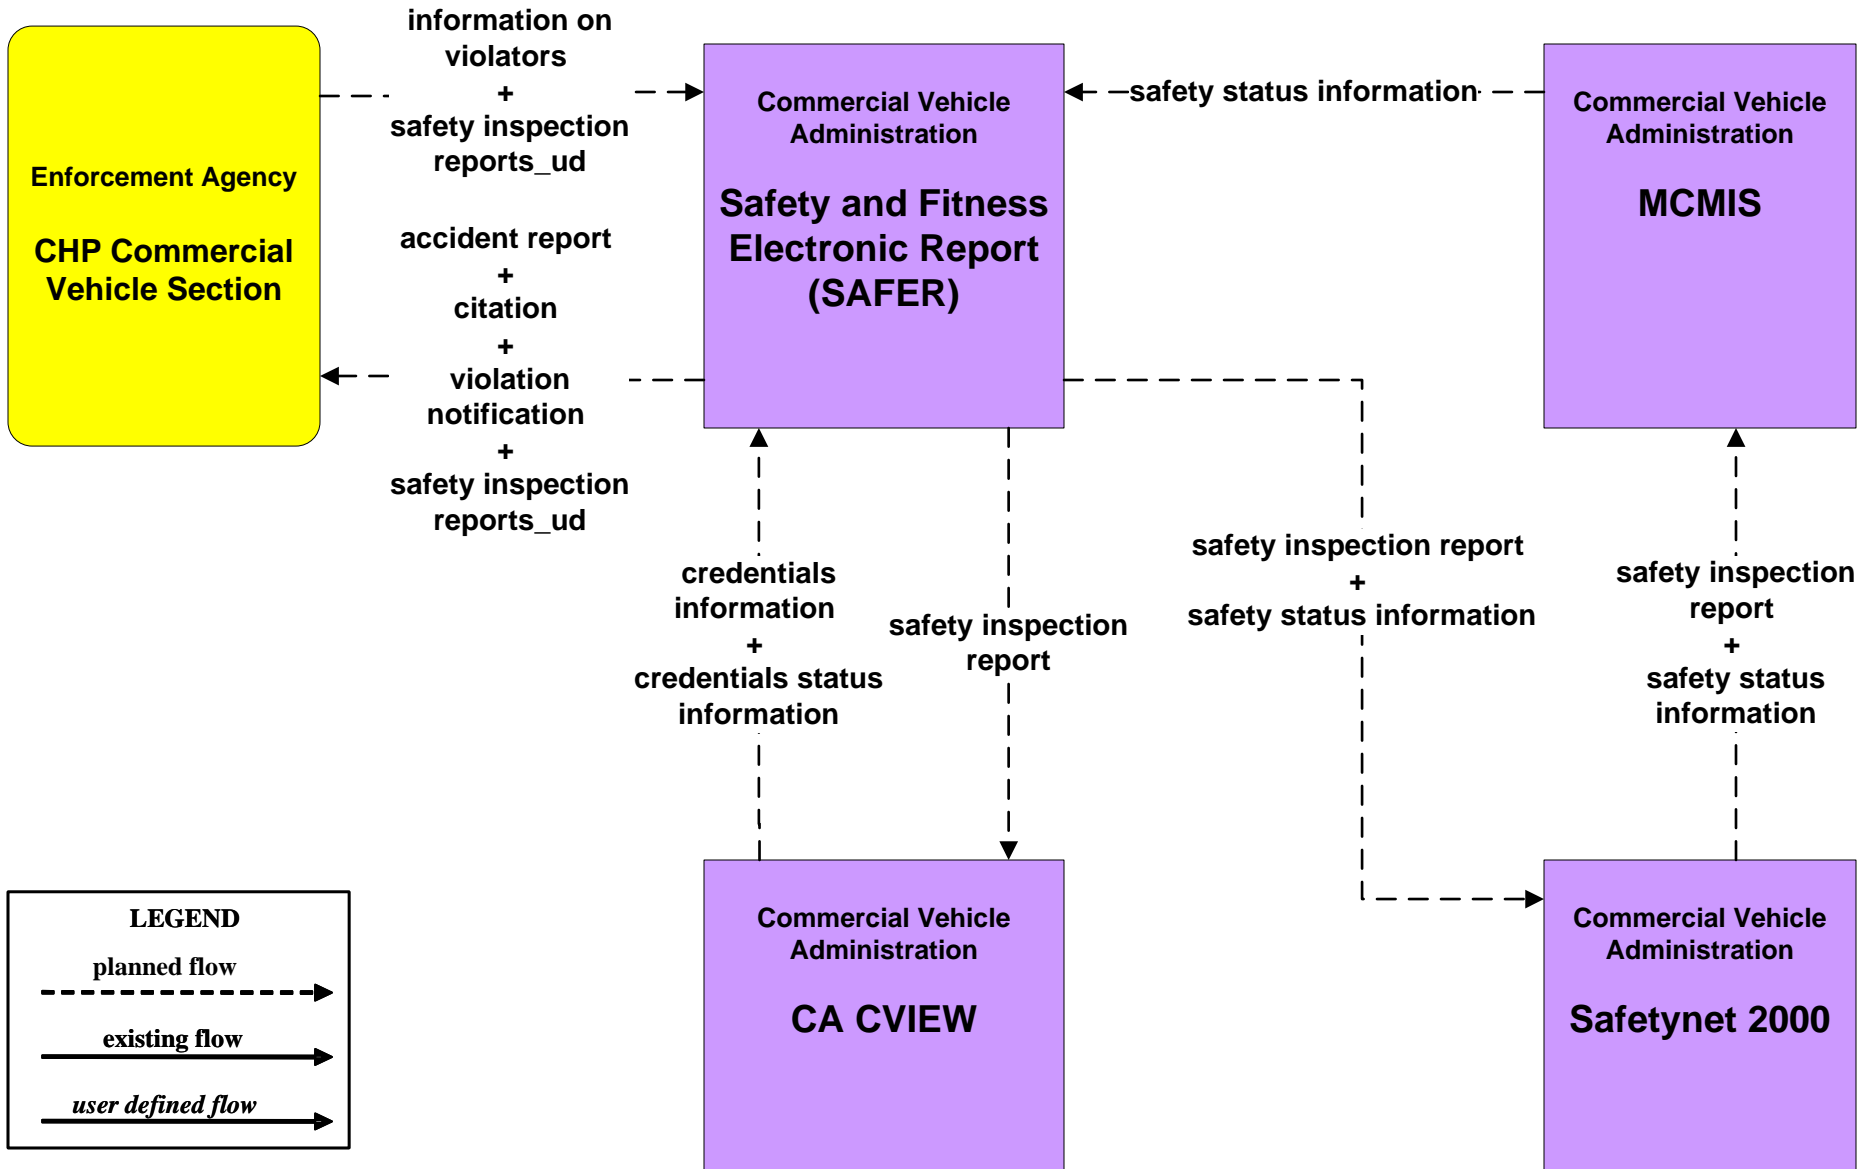 information on
violators
+
safety inspection
reports_ud
Enforcement Agency
CHP Commercial
Vehicle Section
accident report
+
citation
+
violation
notification
+
safety inspection
reports_ud
Commercial Vehicle
Administration
Safety and Fitness
Electronic Report
(SAFER)
safety status information
Commercial Vehicle
Administration
MCMIS
credentials
information
+
credentials status
information
safety inspection
report
safety inspection report
+
safety status information
safety inspection
report
+
safety status
information
LEGEND
planned flow
existing flow
user defined flow
Commercial Vehicle
Administration
CA CVIEW
Commercial Vehicle
Administration
Safetynet 2000